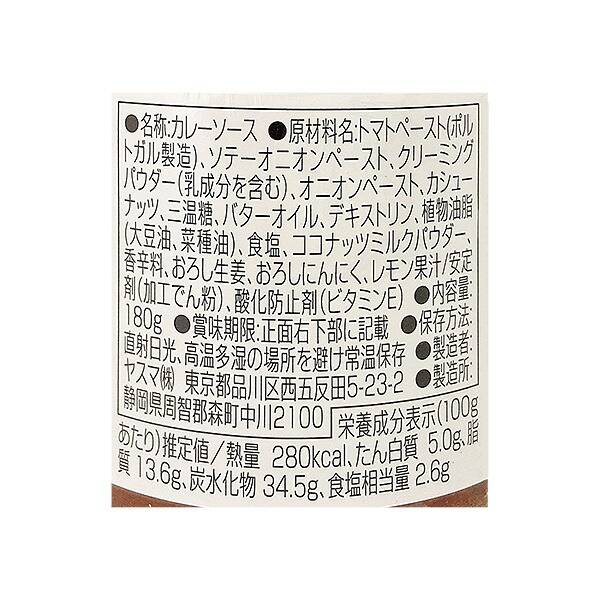 ●名称:カレーソース ●原材料名:トマトペースト(ポル
トガル製造)、ソテーオニオンペースト、クリーミング
パウダー(乳成分を含む)、オニオンペースト、カシュー
ナッツ、三温糖、バターオイル、デキストリン、植物油脂
(大豆油、菜種油)、食塩、ココナッツミルクパウダー、
香辛料、おろし生姜、おろしにんにく、レモン果汁/安定
剤(加工でん粉)、酸化防止剤(ビタミンE) ●内容量:
180g ●賞味期限:正面右下部に記載 ●保存方法:
直射日光、高温多湿の場所を避け常温保存 ●製造者:
ヤスマ㈱ 東京都品川区西五反田5-23-2 ●製造所:
静岡県周智郡森町中川2100
栄養成分表示(100g
あたり)推定値/熱量 280kcal、たん白質 5.0g、脂
質 13.6g、炭水化物 34.5g、食塩相当量 2.6g